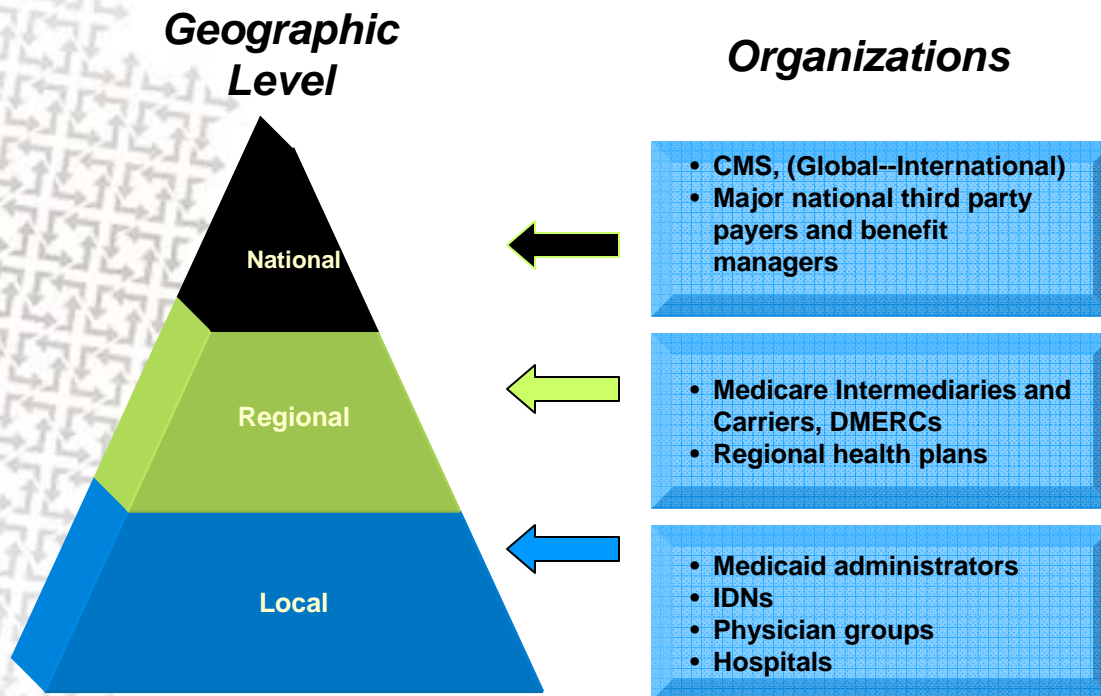 Geographic
Level
Organizations
National
• CMS, (Global--International)
• Major national third party
payers and benefit
managers
Regional
• Medicare Intermediaries and
Carriers, DMERCs
• Regional health plans
Local
• Medicaid administrators
• IDNs
• Physician groups
• Hospitals